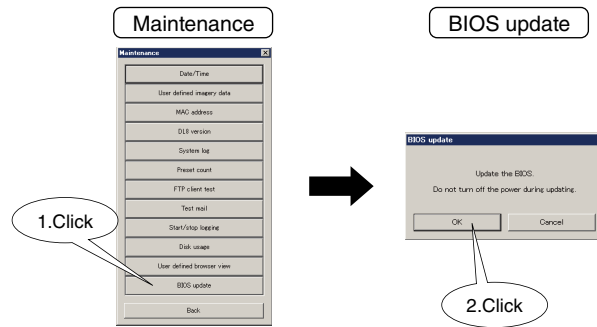 Maintenance
Maintenance
Date/Time
User defined imagery data
MAC address
DL8 version
System log
Preset count
FTP client test
Test mail
Start/stop logging
Disk usage
User defined browser view
BIOS update
Back
1.Click
BIOS update
BIOS update
Update the BIOS.
Do not turn off the power during updating.
OK
Cancel
2.Click